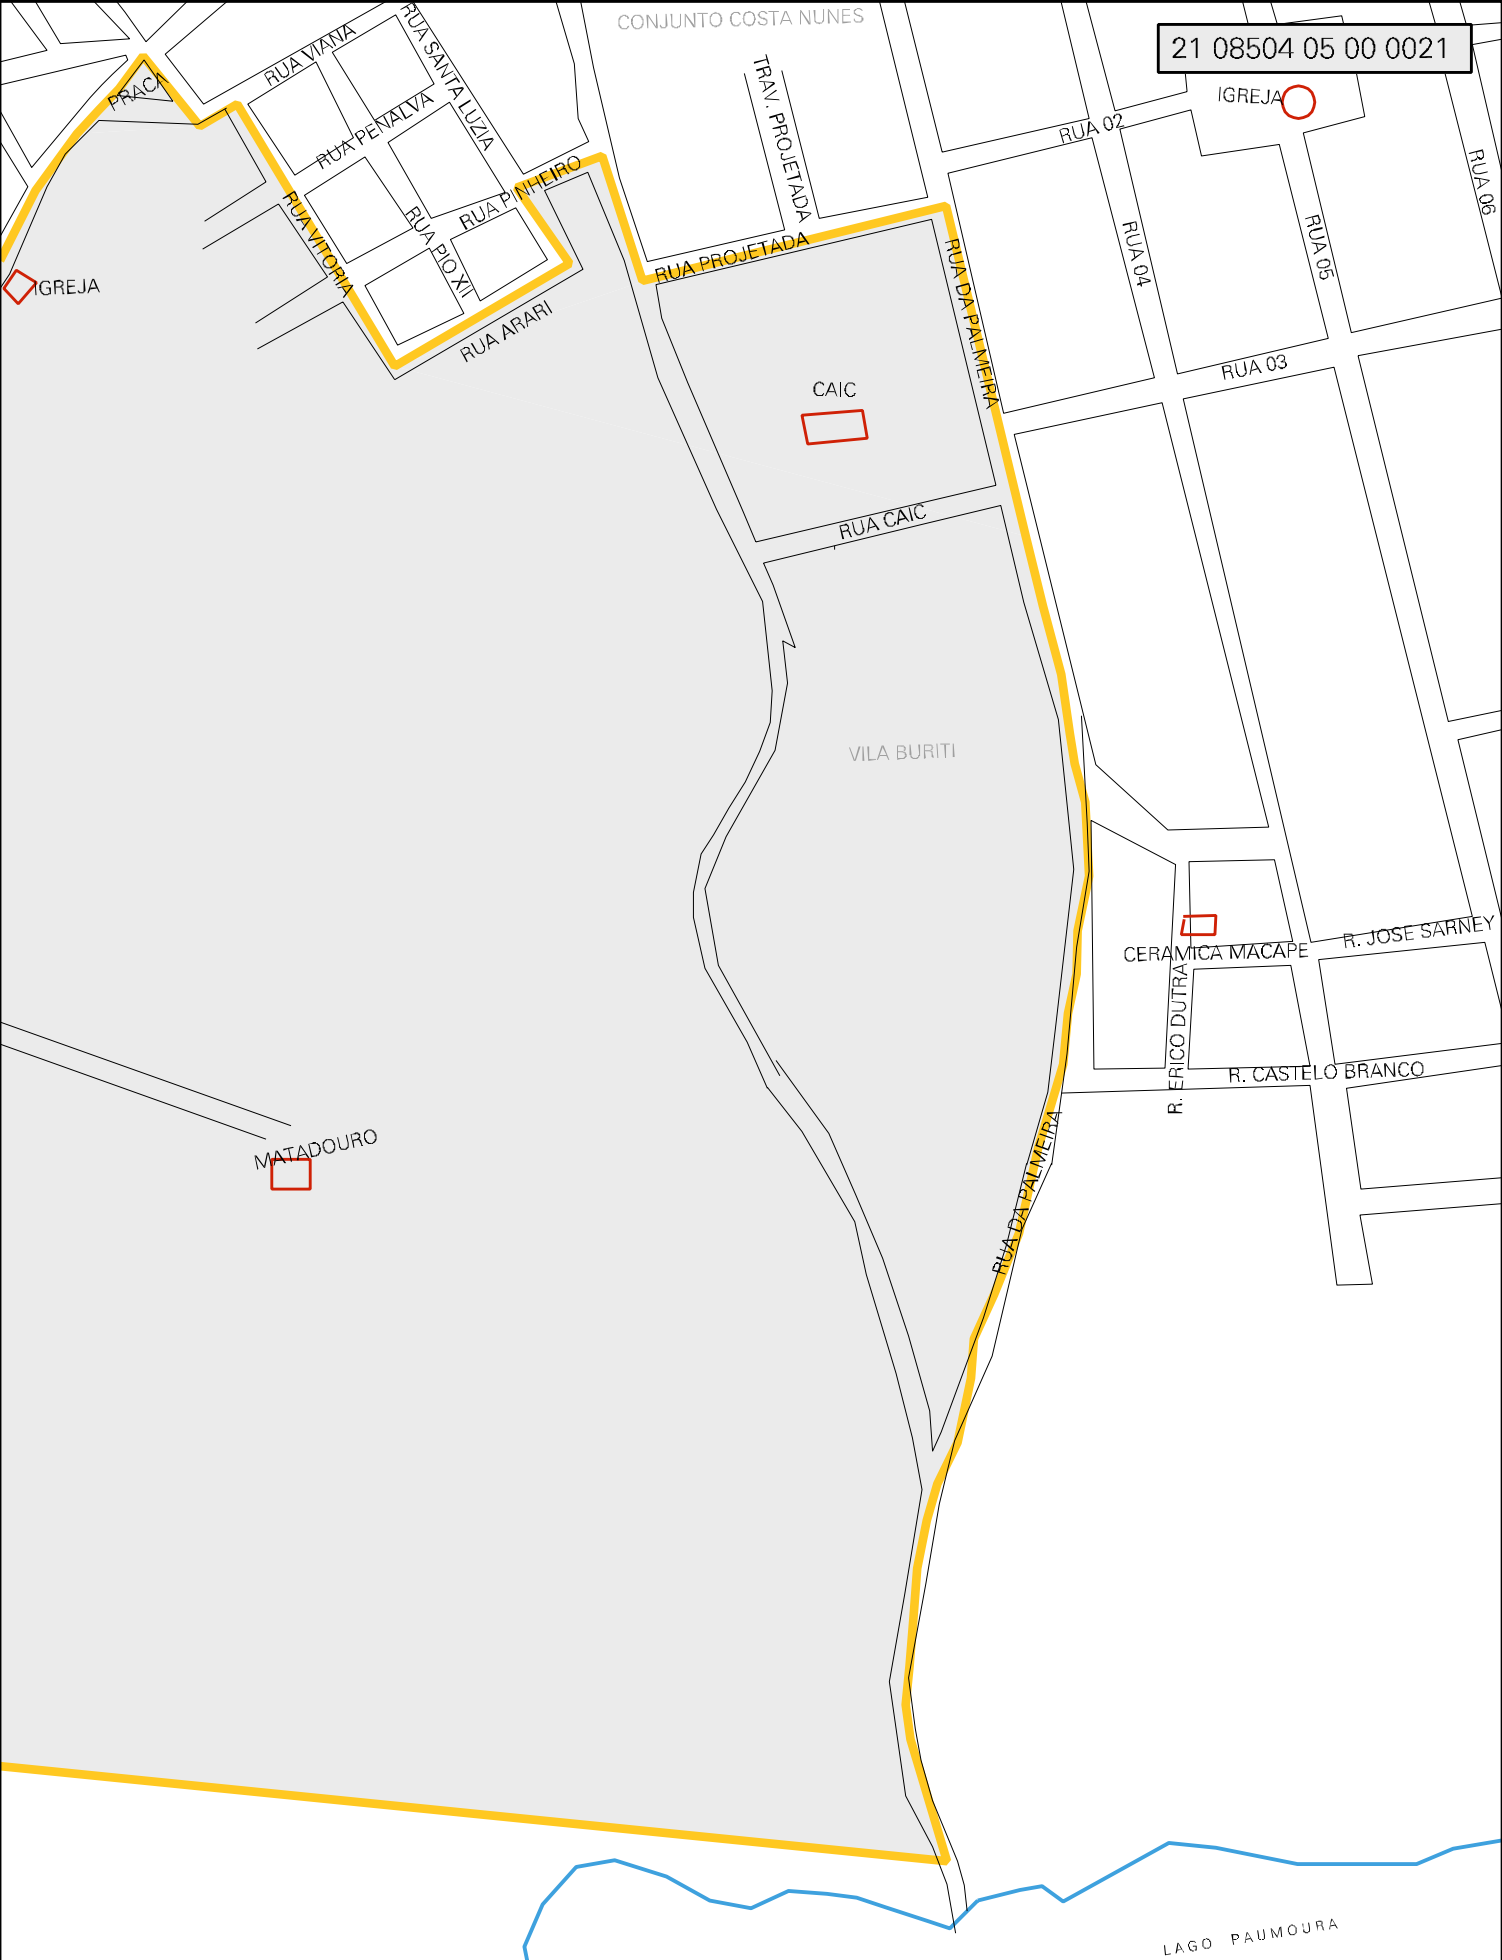 CONJUNTO COSTA NUNES
21 08504 05 00 0021
RUA SANTA LUZIA
RUA VIANA
PRACA
IGREJA
TRAV. PROJETADA
RUA PENALVA
RUA 02
RUA 06
RUA PINHEIRO
RUA VITORIA
RUA PIO XII
RUA PROJETADA
RUA 04
RUA 05
IGREJA
RUA ARARI
RUA DA PALMEIRA
RUA 03
CAIC
RUA CAIC
VILA BURITI
R. JOSE SARNEY
CERAMICA MACAPE
R. ERICO DUTRA
R. CASTELO BRANCO
MATADOURO
RUA DA PALMEIRA
LAGO PAUMOURA